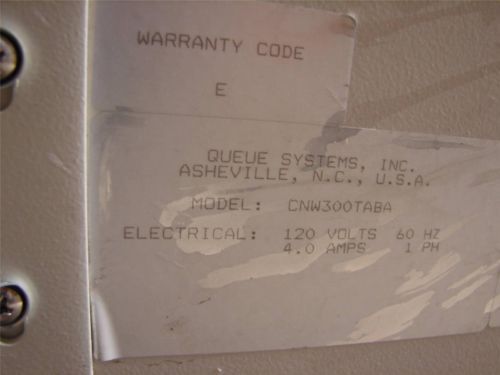 WARRANTY CODE
E
QUEUE SYSTEMS, INC.
ASHEVILLE, N.C., U.S.A.
MODEL: CNW300TABA
ELECTRICAL: 120 VOLTS 60 HZ
4.0 AMPS 1 PH